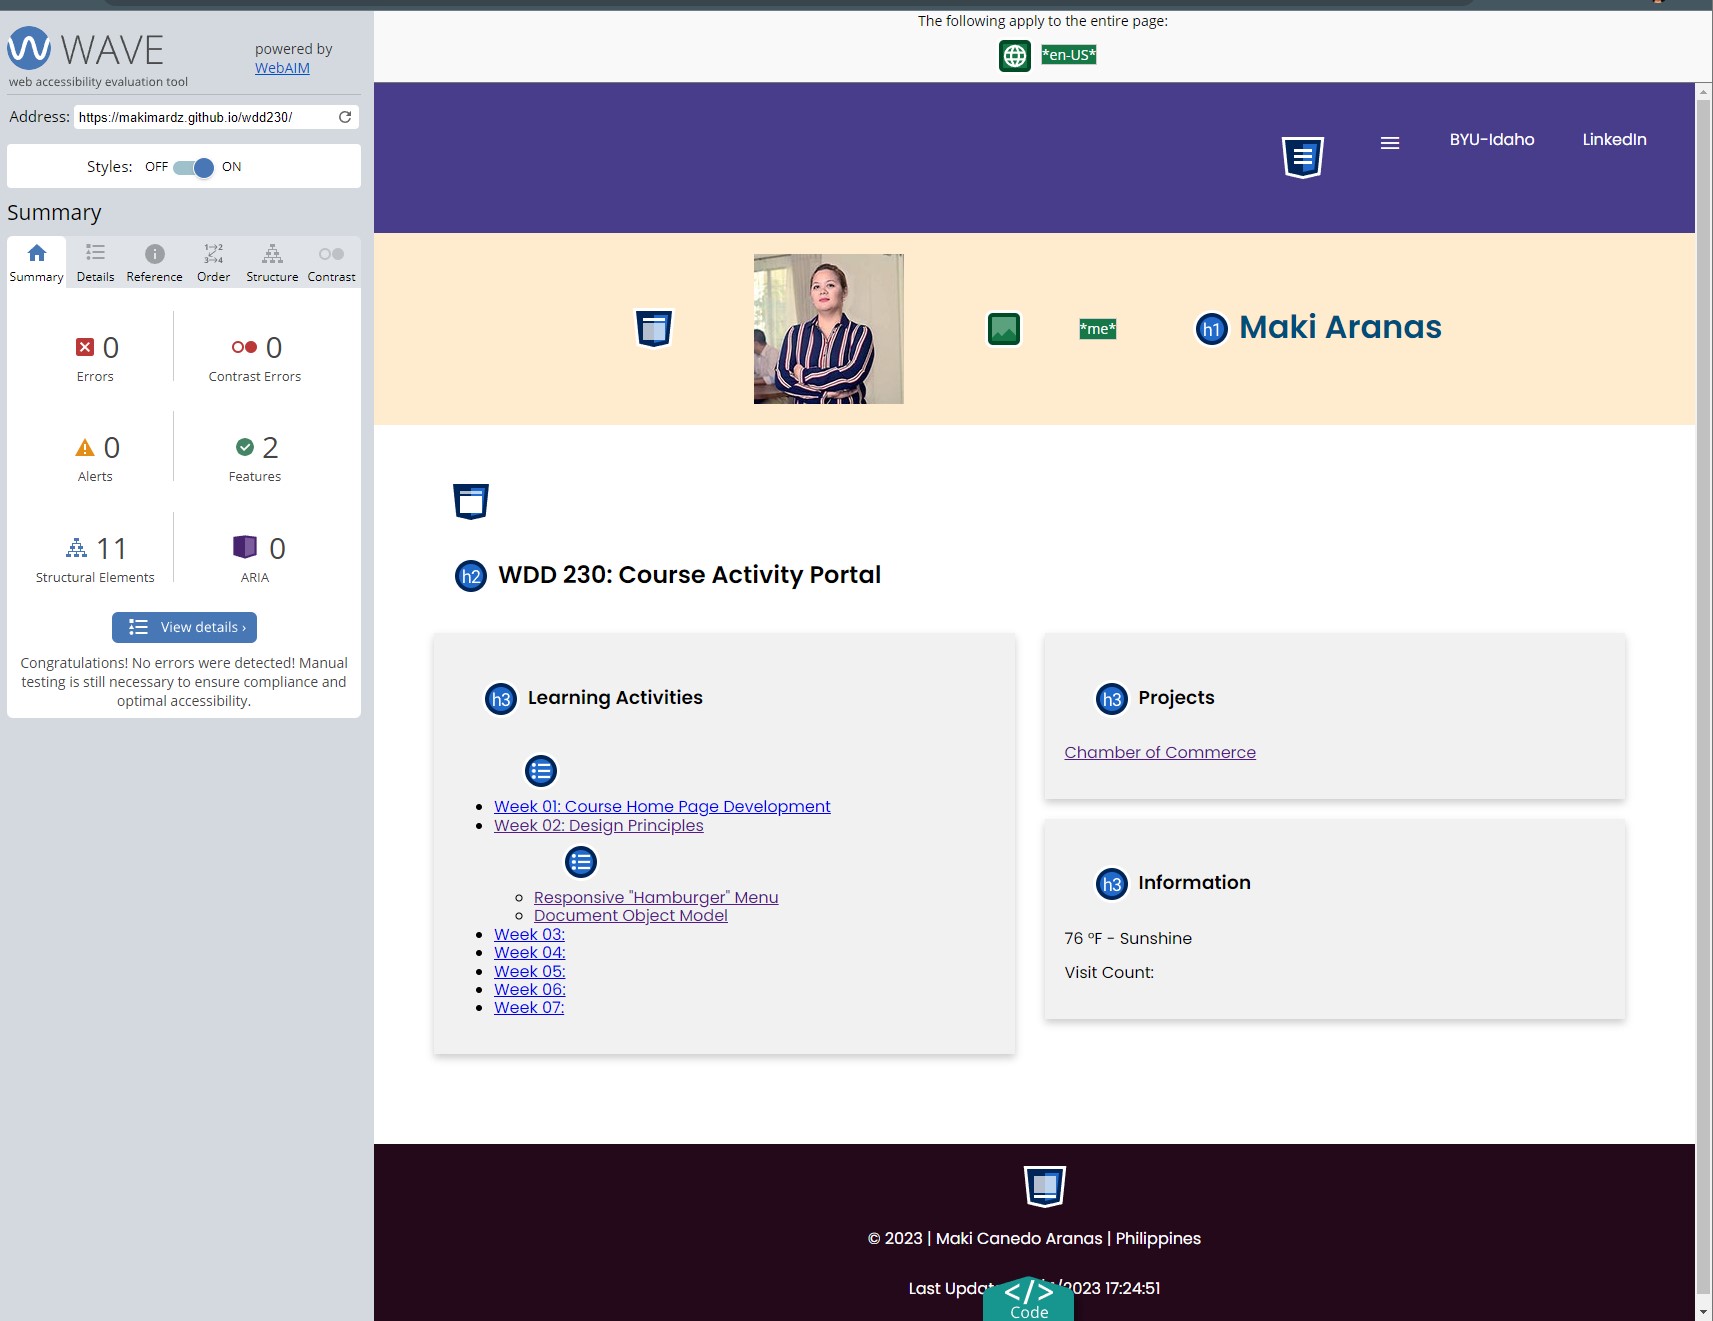 WAVE
powered by
WebAIM
web accessibility evaluation tool
Address: https://makimardz.github.io/wdd230/
Styles: OFF ON
Summary
Summary Details Reference Order Structure Contrast
0
Errors
0
Contrast Errors
0
Alerts
2
Features
11
Structural Elements
0
ARIA
View details ›
Congratulations! No errors were detected! Manual
testing is still necessary to ensure compliance and
optimal accessibility.
The following apply to the entire page:
*en-US*
BYU-Idaho LinkedIn
*me*
h1 Maki Aranas
h2 WDD 230: Course Activity Portal
h3 Learning Activities
Week 01: Course Home Page Development
Week 02: Design Principles
Responsive "Hamburger" Menu
Document Object Model
Week 03:
Week 04:
Week 05:
Week 06:
Week 07:
h3 Projects
Chamber of Commerce
h3 Information
76 °F - Sunshine
Visit Count:
© 2023 | Maki Canedo Aranas | Philippines
Last 2023 17:24:51
</> Code